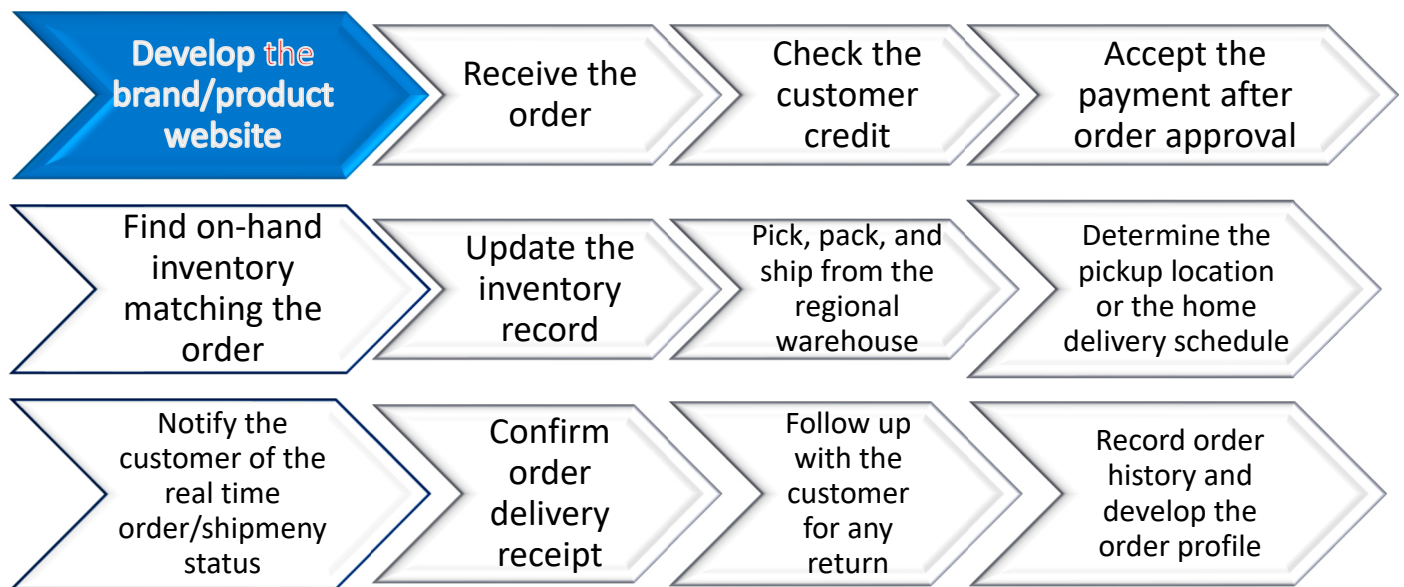 Develop the
brand/product
website
Receive the
order
Check the
customer
credit
Accept the
payment after
order approval
Find on-hand
inventory
matching the
order
Update the
inventory
record
Pick, pack, and
ship from the
regional
warehouse
Determine the
pickup location
or the home
delivery schedule
Notify the
customer of the
real time
order/shipmeny
status
Confirm
order
delivery
receipt
Follow up
with the
customer
for any
return
Record order
history and
develop the
order profile